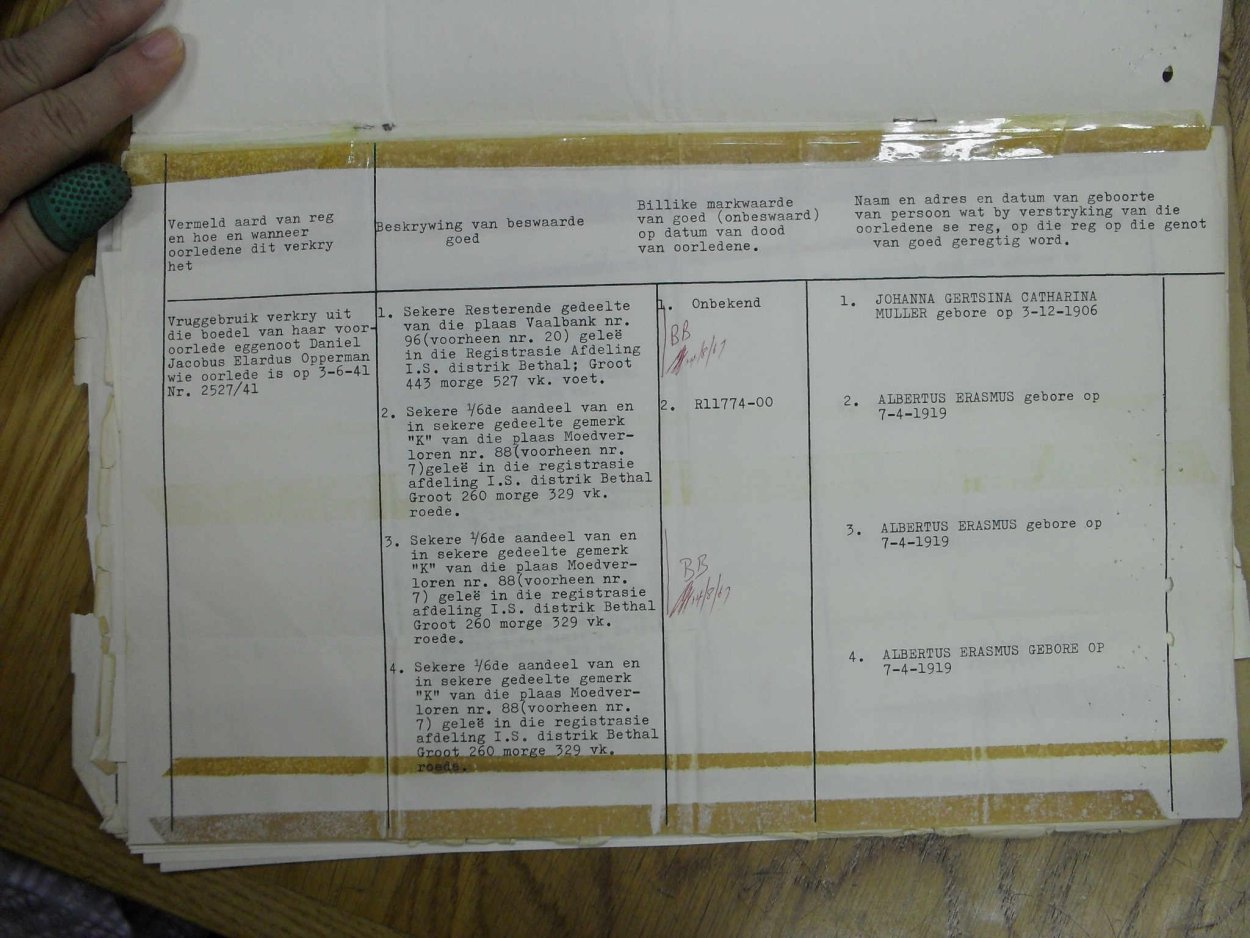 Vermeld aard van reg
en hoe en wanneer
oorledene dit verkry
het
Beskrywing van beswaarde
goed
Billike markwaarde
van goed (onbeswaard)
op datum van dood
van oorledene.
Naam en adres en datum van geboorte
van persoon wat by verstryking van die
oorledene se reg, op die reg op die genot
van goed geregtig word.
Vruggebruik verkry uit
die boedel van haar voor-
oorlede eggenoot Daniel
Jacobus Elardus Opperman
wie oorlede is op 3-6-41
Nr. 2527/41
1. Sekere Resterende gedeelte
van die plaas Vaalbank nr.
96(voorheen nr. 20) geleë
in die Registrasie Afdeling
I.S. distrik Bethal; Groot
443 morge 527 vk. voet.
1. Onbekend
BB
14/8/67
1. JOHANNA GERTSINA CATHARINA
MULLER gebore op 3-12-1906
2. Sekere 1/6de aandeel van en
in sekere gedeelte gemerk
"K" van die plaas Moedver-
loren nr. 88(voorheen nr.
7)geleë in die registrasie
afdeling I.S. distrik Bethal
Groot 260 morge 329 vk.
roede.
2. R11774-00
2. ALBERTUS ERASMUS gebore op
7-4-1919
3. Sekere 1/6de aandeel van en
in sekere gedeelte gemerk
"K" van die plaas Moedver-
loren nr. 88(voorheen nr.
7) geleë in die registrasie
afdeling I.S. distrik Bethal
Groot 260 morge 329 vk.
roede.
BB
14/8/67
3. ALBERTUS ERASMUS gebore op
7-4-1919
4. Sekere 1/6de aandeel van en
in sekere gedeelte gemerk
"K" van die plaas Moedver-
loren nr. 88(voorheen nr.
7) geleë in die registrasie
afdeling I.S. distrik Bethal
Groot 260 morge 329 vk.
roede.
4. ALBERTUS ERASMUS GEBORE OP
7-4-1919